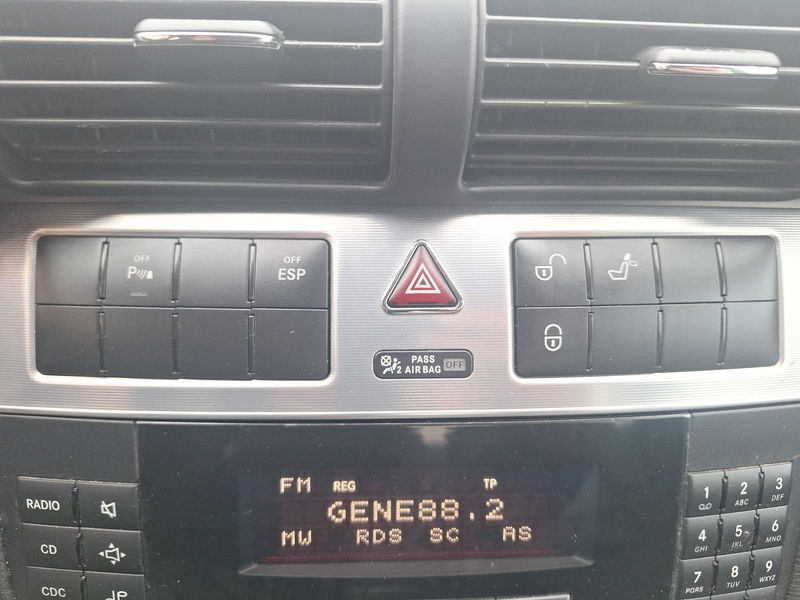 OFF
P
OFF
ESP
PASS
2 AIR BAG OFF
FM REG TP
GENE88.2
MW RDS SC AS
RADIO
CD
CDC
1
2 ABC
3 DEF
4 GHI
5 JKL
6 MNO
7 PQRS
8 TUV
9 WXYZ